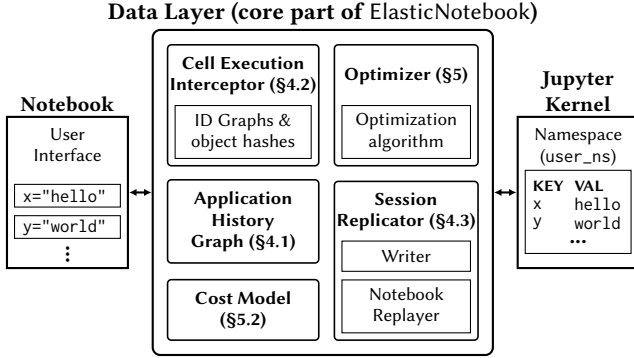 Data Layer (core part of ElasticNotebook)
Notebook
User
Interface
x="hello"
y="world"
⋮
Cell Execution
Interceptor (§4.2)
ID Graphs &
object hashes
Optimizer (§5)
Optimization
algorithm
Application
History
Graph (§4.1)
Session
Replicator (§4.3)
Writer
Notebook
Replayer
Cost Model
(§5.2)
Jupyter
Kernel
Namespace
(user_ns)
KEY VAL
x hello
y world
...